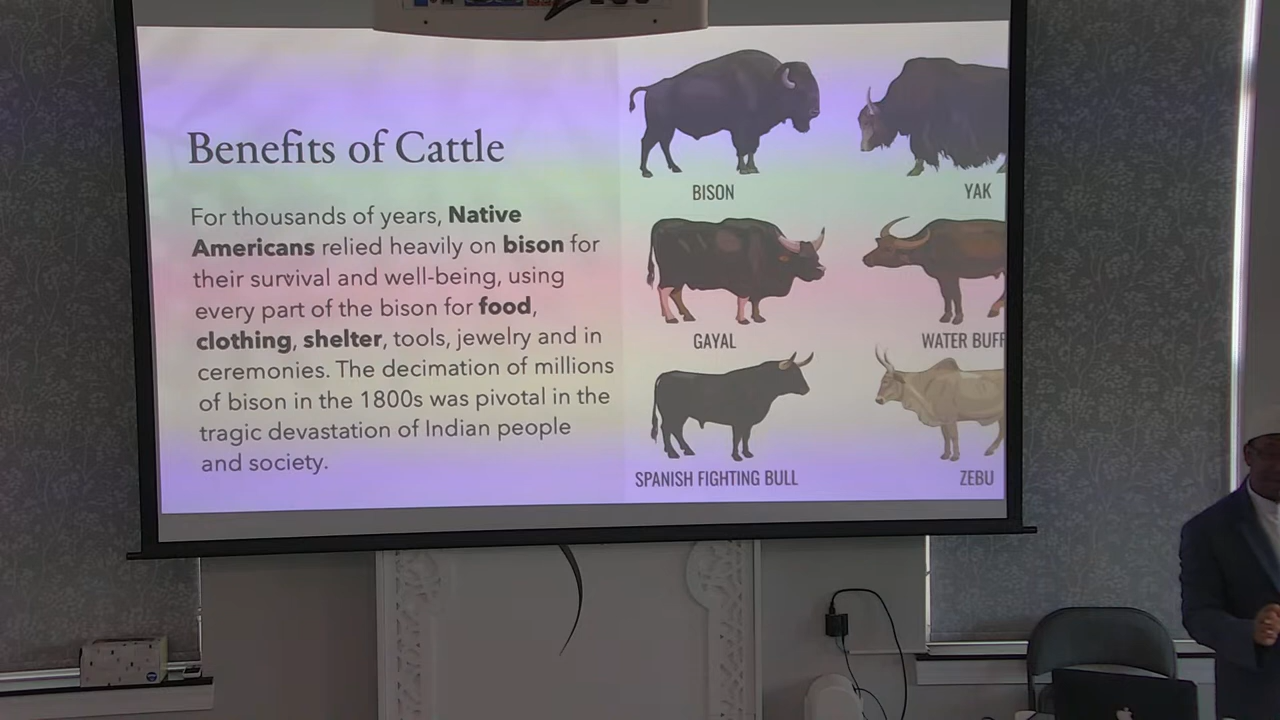 Benefits of Cattle
For thousands of years, Native
Americans relied heavily on bison for
their survival and well-being, using
every part of the bison for food,
clothing, shelter, tools, jewelry and in
ceremonies. The decimation of millions
of bison in the 1800s was pivotal in the
tragic devastation of Indian people
and society.
BISON
YAK
GAYAL
WATER BUFF
SPANISH FIGHTING BULL
ZEBU